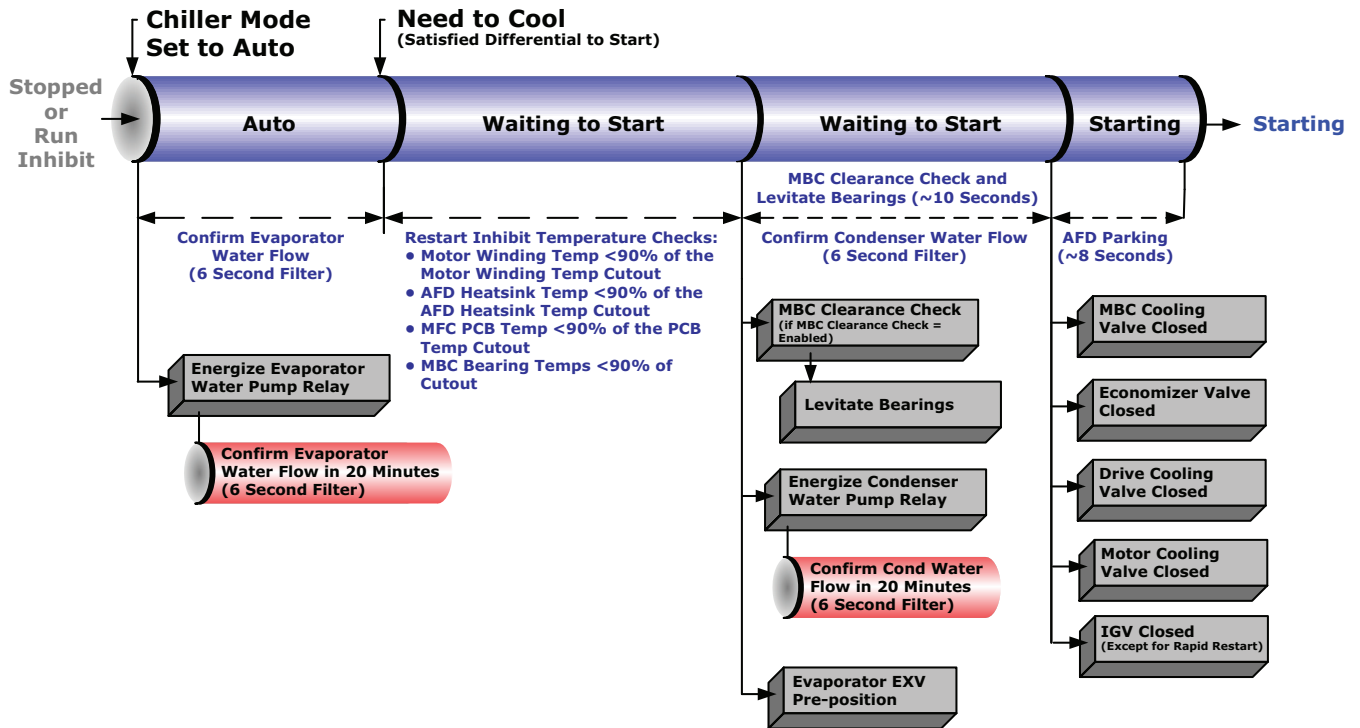 Chiller Mode
Set to Auto
Need to Cool
(Satisfied Differential to Start)
Stopped
or
Run
Inhibit
Auto
Waiting to Start
Waiting to Start
Starting
Starting
Confirm Evaporator
Water Flow
(6 Second Filter)
Restart Inhibit Temperature Checks:
• Motor Winding Temp <90% of the
Motor Winding Temp Cutout
• AFD Heatsink Temp <90% of the
AFD Heatsink Temp Cutout
• MFC PCB Temp <90% of the PCB
Temp Cutout
• MBC Bearing Temps <90% of
Cutout
MBC Clearance Check and
Levitate Bearings (~10 Seconds)
Confirm Condenser Water Flow
(6 Second Filter)
AFD Parking
(~8 Seconds)
Energize Evaporator
Water Pump Relay
Confirm Evaporator
Water Flow in 20 Minutes
(6 Second Filter)
MBC Clearance Check
(if MBC Clearance Check =
Enabled)
Levitate Bearings
Energize Condenser
Water Pump Relay
Confirm Cond Water
Flow in 20 Minutes
(6 Second Filter)
Evaporator EXV
Pre-position
MBC Cooling
Valve Closed
Economizer Valve
Closed
Drive Cooling
Valve Closed
Motor Cooling
Valve Closed
IGV Closed
(Except for Rapid Restart)